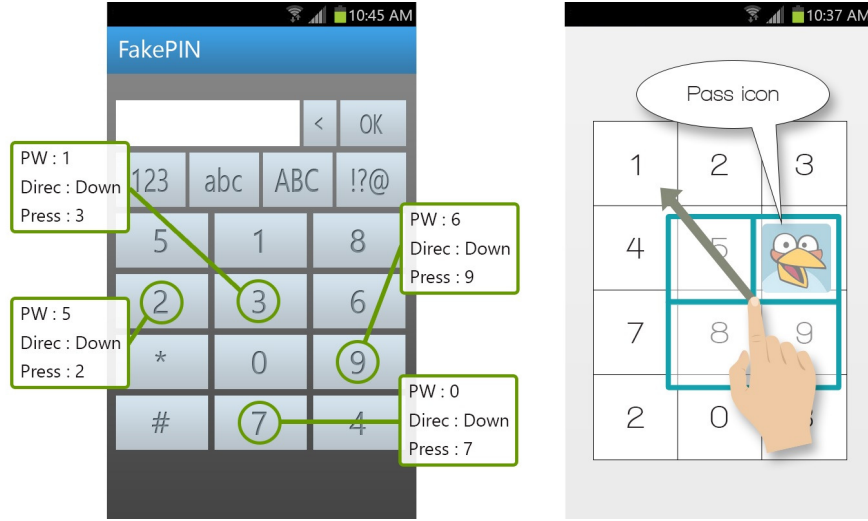 10:45 AM
FakePIN
< OK
123 abc ABC !?@
5 1 8
2 3 6
* 0 9
# 7 4
PW : 1
Direc : Down
Press : 3
PW : 5
Direc : Down
Press : 2
PW : 6
Direc : Down
Press : 9
PW : 0
Direc : Down
Press : 7
10:37 AM
Pass icon
1 2 3
4 5
7 8 9
2 0